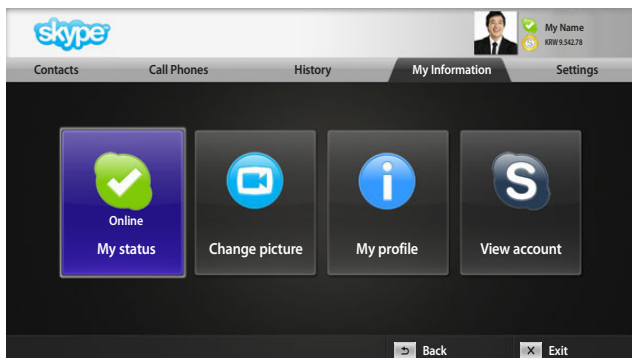 skype
My Name
KRW 9.542.78
Contacts Call Phones History My Information Settings
Online
My status Change picture My profile View account
Back X Exit